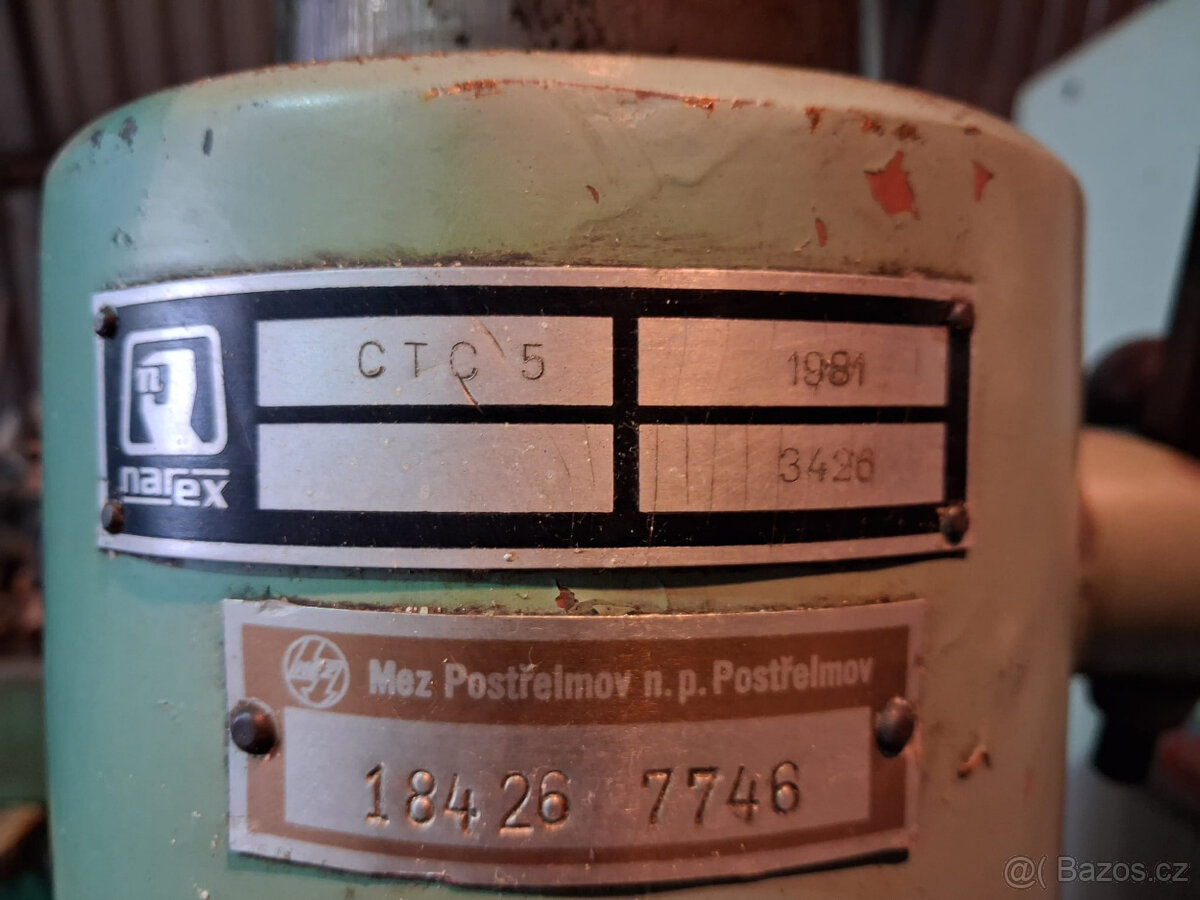 CTC 5
1981
3426
narex
Mez Postřelmov n.p. Postřelmov
18426 7746
@( Bazos.cz